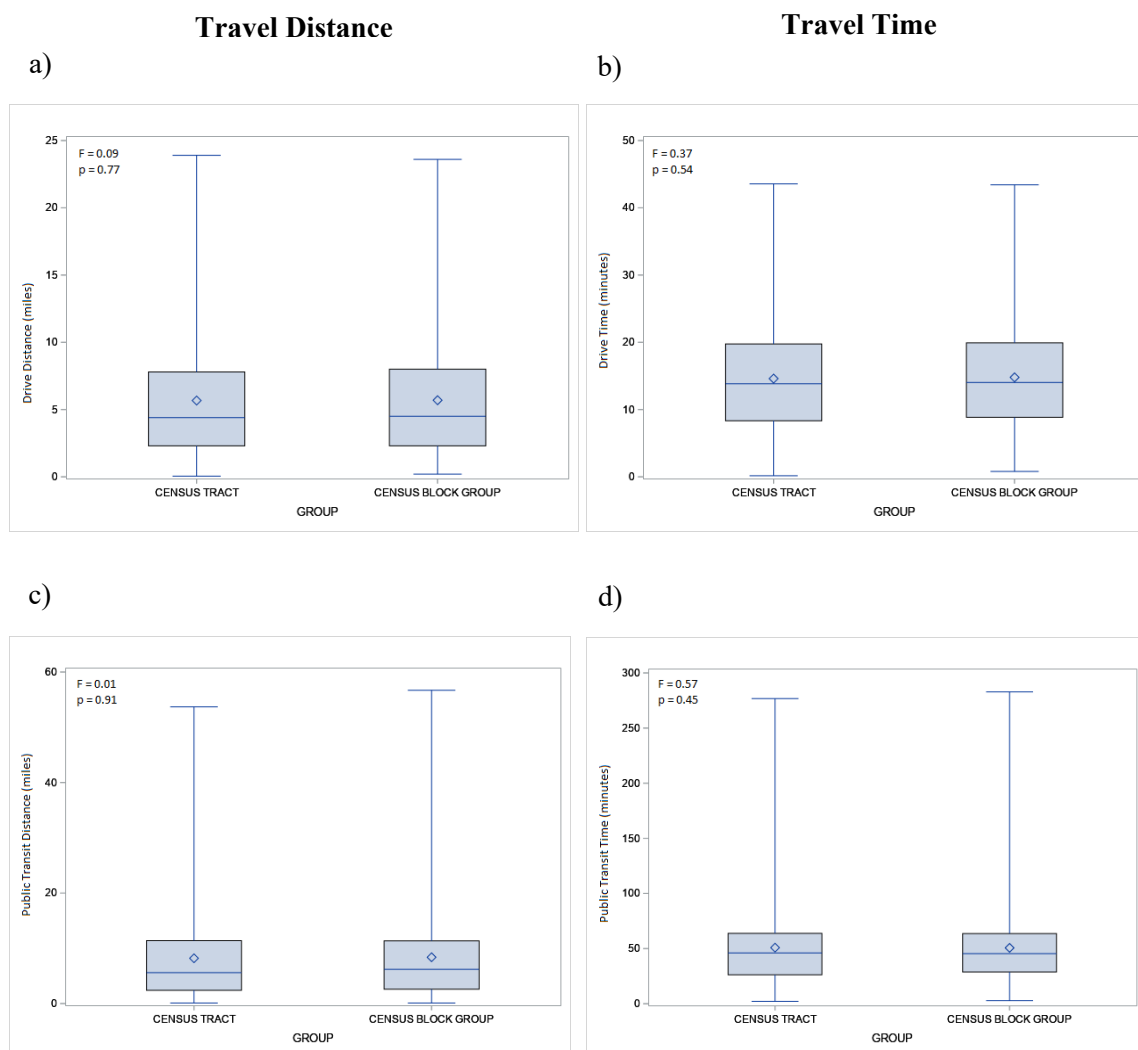 Travel Distance
Travel Time
a)
b)
25
20
15
10
5
0
Drive Distance (miles)
F = 0.09
p = 0.77
CENSUS TRACT
CENSUS BLOCK GROUP
GROUP
50
40
30
20
10
0
Drive Time (minutes)
F = 0.37
p = 0.54
CENSUS TRACT
CENSUS BLOCK GROUP
GROUP
c)
d)
60
40
20
0
Public Transit Distance (miles)
F = 0.01
p = 0.91
CENSUS TRACT
CENSUS BLOCK GROUP
GROUP
300
250
200
150
100
50
0
Public Transit Time (minutes)
F = 0.57
p = 0.45
CENSUS TRACT
CENSUS BLOCK GROUP
GROUP